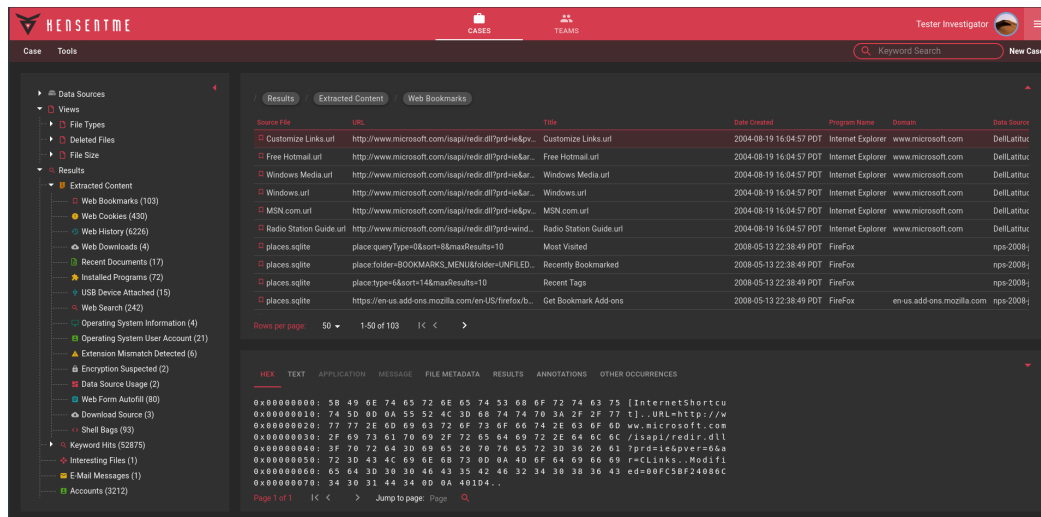 HENSENTME
CASES
TEAMS
Tester Investigator
Case Tools
Keyword Search
New Case
Data Sources
Views
File Types
Deleted Files
File Size
Results
Extracted Content
Web Bookmarks (103)
Web Cookies (430)
Web History (6226)
Web Downloads (4)
Recent Documents (17)
Installed Programs (72)
USB Device Attached (15)
Web Search (242)
Operating System Information (4)
Operating System User Account (21)
Extension Mismatch Detected (6)
Encryption Suspected (2)
Data Source Usage (2)
Web Form Autofill (80)
Download Source (3)
Shell Bags (93)
Keyword Hits (52875)
Interesting Files (1)
E-Mail Messages (1)
Accounts (3212)
/ Results / Extracted Content / Web Bookmarks
Source File URL Title Date Created Program Name Domain Data Source
Customize Links.url http://www.microsoft.com/isapi/redir.dll?prd=ie&pv... Customize Links.url 2004-08-19 16:04:57 PDT Internet Explorer www.microsoft.com DellLatituc
Free Hotmail.url http://www.microsoft.com/isapi/redir.dll?prd=ie&ar... Free Hotmail.url 2004-08-19 16:04:57 PDT Internet Explorer www.microsoft.com DellLatituc
Windows Media.url http://www.microsoft.com/isapi/redir.dll?prd=ie&ar... Windows Media.url 2004-08-19 16:04:57 PDT Internet Explorer www.microsoft.com DellLatituc
Windows.url http://www.microsoft.com/isapi/redir.dll?prd=ie&ar... Windows.url 2004-08-19 16:04:57 PDT Internet Explorer www.microsoft.com DellLatituc
MSN.com.url http://www.microsoft.com/isapi/redir.dll?prd=ie&pv... MSN.com.url 2004-08-19 16:04:57 PDT Internet Explorer www.microsoft.com DellLatituc
Radio Station Guide.url http://www.microsoft.com/isapi/redir.dll?prd=wind... Radio Station Guide.url 2004-08-19 16:04:57 PDT Internet Explorer www.microsoft.com DellLatituc
places.sqlite place:queryType=0&sort=8&maxResults=10 Most Visited 2008-05-13 22:38:49 PDT FireFox nps-2008-j
places.sqlite place:folder=BOOKMARKS_MENU&folder=UNFILED... Recently Bookmarked 2008-05-13 22:38:49 PDT FireFox nps-2008-j
places.sqlite place:type=6&sort=14&maxResults=10 Recent Tags 2008-05-13 22:38:49 PDT FireFox nps-2008-j
places.sqlite https://en-us.add-ons.mozilla.com/en-US/firefox/b... Get Bookmark Add-ons 2008-05-13 22:38:49 PDT FireFox en-us.add-ons.mozilla.com nps-2008-j
Rows per page: 50 1-50 of 103
HEX TEXT APPLICATION MESSAGE FILE METADATA RESULTS ANNOTATIONS OTHER OCCURRENCES
0x00000000: 5B 49 6E 74 65 72 6E 65 74 53 68 6F 72 74 63 75 [InternetShortcu
0x00000010: 74 5D 0D 0A 55 52 4C 3D 68 74 74 70 3A 2F 2F 77 t]..URL=http://w
0x00000020: 77 77 2E 6D 69 63 72 6F 73 6F 66 74 2E 63 6F 6D ww.microsoft.com
0x00000030: 2F 69 73 61 70 69 2F 72 65 64 69 72 2E 64 6C 6C /isapi/redir.dll
0x00000040: 3F 70 72 64 3D 69 65 26 70 76 65 72 3D 36 26 61 ?prd=ie&pver=6&a
0x00000050: 72 3D 43 4C 69 6E 6B 73 0D 0A 4D 6F 64 69 66 69 r=CLinks..Modifi
0x00000060: 65 64 3D 30 30 46 43 35 42 46 32 34 30 38 36 43 ed=00FC5BF24086C
0x00000070: 34 30 31 44 34 0D 0A 401D4..
Page 1 of 1 Jump to page: Page